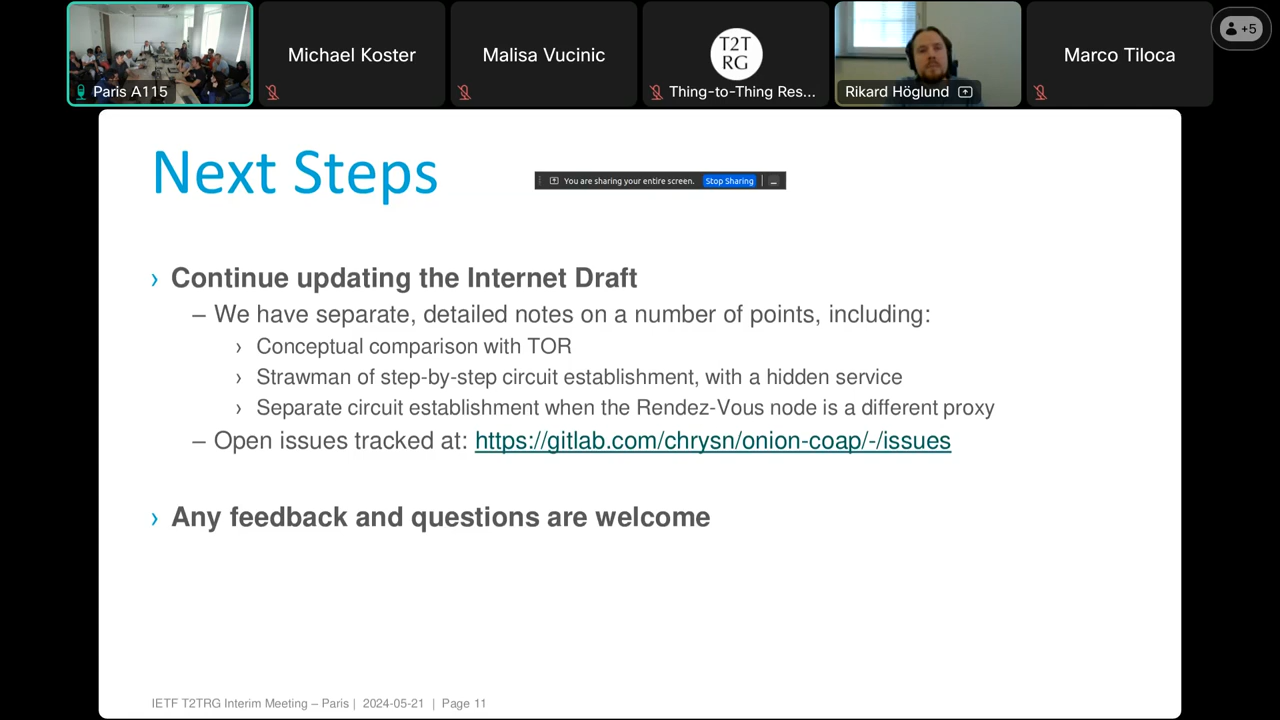 Paris A115
Michael Koster
Malisa Vucinic
T2T
RG
Thing-to-Thing Res...
Rikard Höglund
Marco Tiloca
+5
Next Steps
You are sharing your entire screen. Stop Sharing
› Continue updating the Internet Draft
– We have separate, detailed notes on a number of points, including:
› Conceptual comparison with TOR
› Strawman of step-by-step circuit establishment, with a hidden service
› Separate circuit establishment when the Rendez-Vous node is a different proxy
– Open issues tracked at: https://gitlab.com/chrysn/onion-coap/-/issues
› Any feedback and questions are welcome
IETF T2TRG Interim Meeting – Paris | 2024-05-21 | Page 11